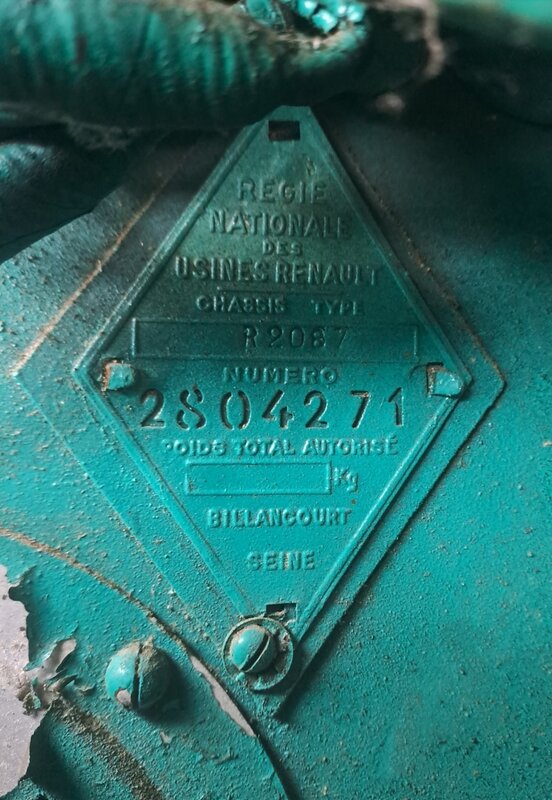 REGIE
NATIONALE
DES
USINES RENAULT
CHASSIS TYPE
R2087
NUMERO
2804271
POIDS TOTAL AUTORISÉ
Kg
BILLANCOURT
SEINE